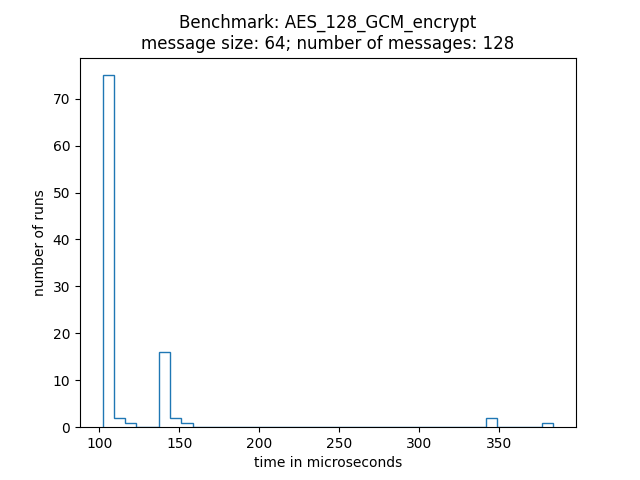 Benchmark: AES_128_GCM_encrypt
message size: 64; number of messages: 128
number of runs
70
60
50
40
30
20
10
0
100 150 200 250 300 350
time in microseconds